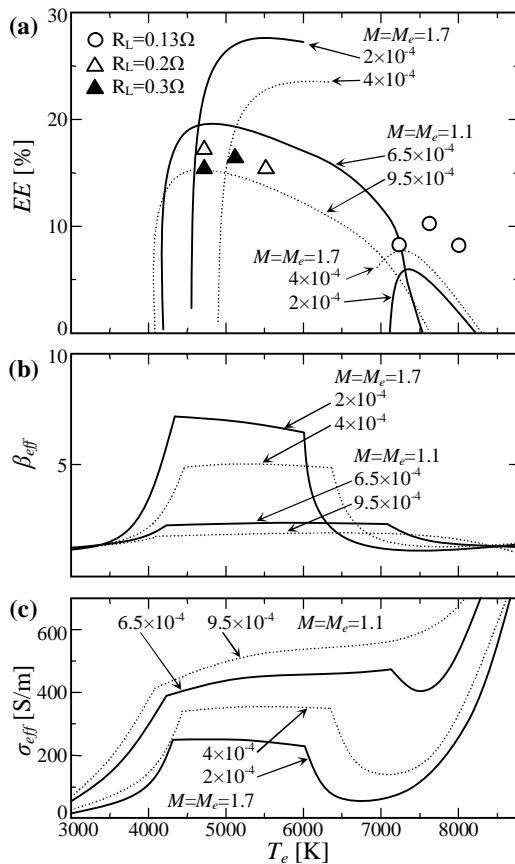 (a)
30
20
10
0
EE [%]
R_L=0.13Ω
R_L=0.2Ω
R_L=0.3Ω
M=M_e=1.7
2×10⁻⁴
4×10⁻⁴
M=M_e=1.1
6.5×10⁻⁴
9.5×10⁻⁴
M=M_e=1.7
4×10⁻⁴
2×10⁻⁴
(b)
10
5
0
β_eff
M=M_e=1.7
2×10⁻⁴
4×10⁻⁴
M=M_e=1.1
6.5×10⁻⁴
9.5×10⁻⁴
(c)
600
400
200
0
σ_eff [S/m]
6.5×10⁻⁴ 9.5×10⁻⁴ M=M_e=1.1
4×10⁻⁴
2×10⁻⁴
M=M_e=1.7
3000 4000 5000 6000 7000 8000
T_e [K]